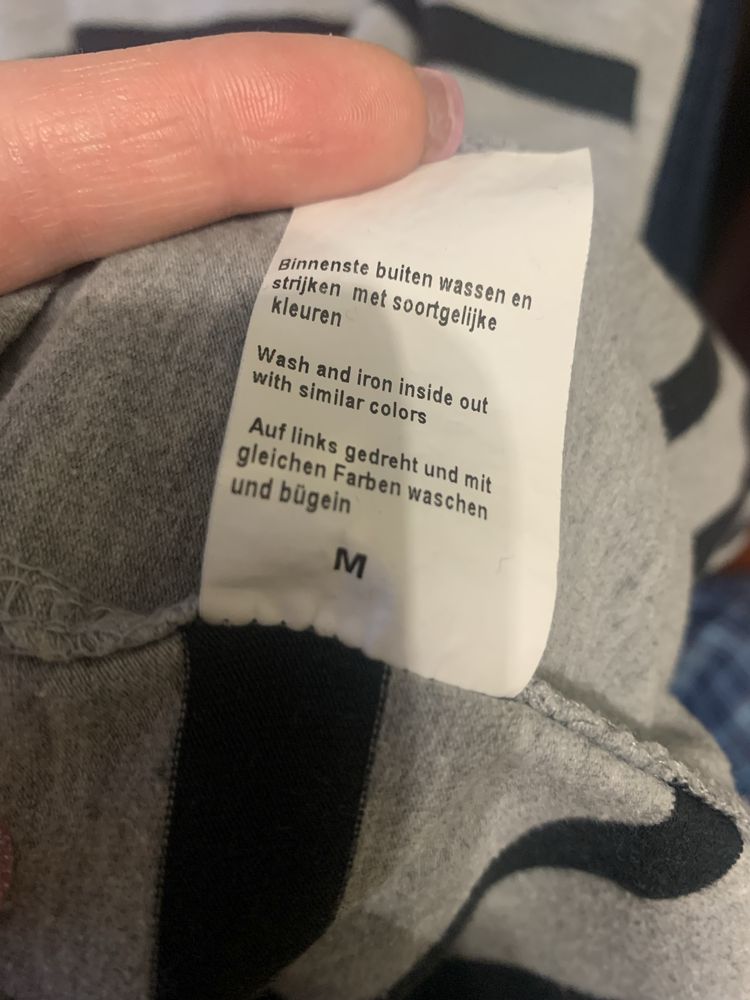 Binnenste buiten wassen en
strijken met soortgelijke
kleuren
Wash and iron inside out
with similar colors
Auf links gedreht und mit
gleichen Farben waschen
und bügein
M